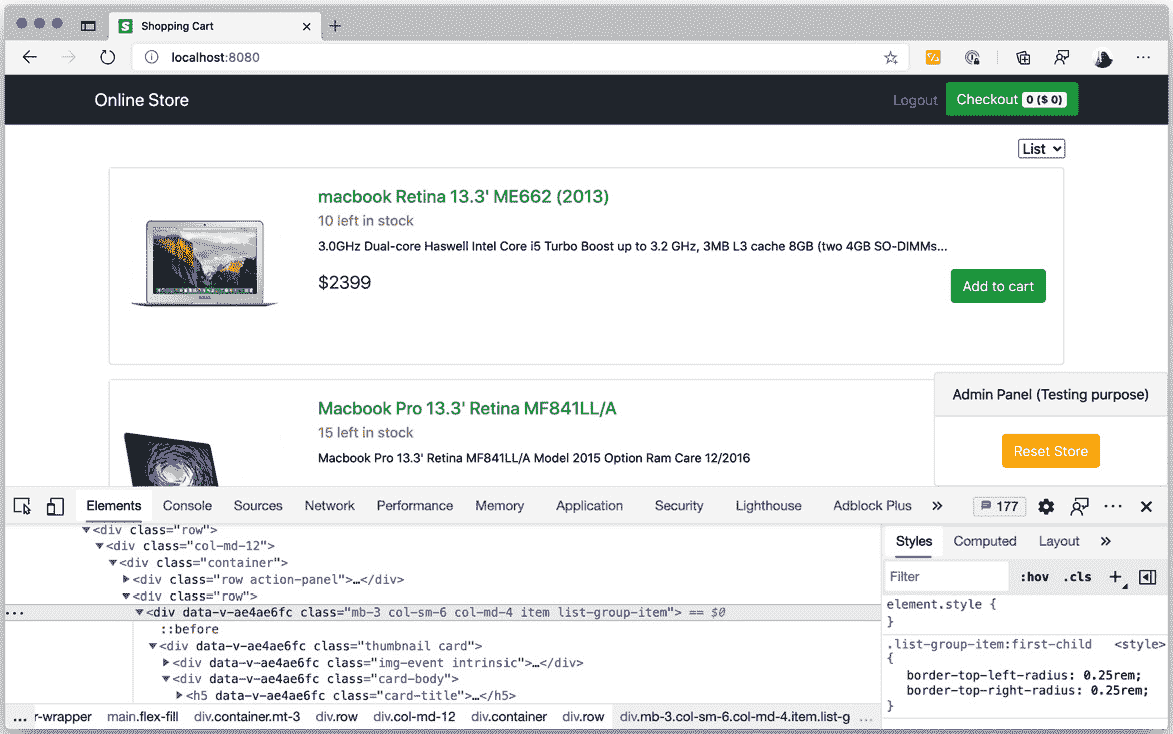 Shopping Cart
localhost:8080
Online Store
Logout
Checkout 0 ($ 0)
List
macbook Retina 13.3' ME662 (2013)
10 left in stock
3.0GHz Dual-core Haswell Intel Core i5 Turbo Boost up to 3.2 GHz, 3MB L3 cache 8GB (two 4GB SO-DIMMs...
$2399
Add to cart
Macbook Pro 13.3' Retina MF841LL/A
15 left in stock
Macbook Pro 13.3' Retina MF841LL/A Model 2015 Option Ram Care 12/2016
Admin Panel (Testing purpose)
Reset Store
Elements Console Sources Network Performance Memory Application Security Lighthouse Adblock Plus » 177
<div class="row">
<div class="col-md-12">
<div class="container">
<div class="row action-panel">…</div>
<div class="row">
<div data-v-ae4ae6fc class="mb-3 col-sm-6 col-md-4 item list-group-item"> == $0
::before
<div data-v-ae4ae6fc class="thumbnail card">
<div data-v-ae4ae6fc class="img-event intrinsic">…</div>
<div data-v-ae4ae6fc class="card-body">
<h5 data-v-ae4ae6fc class="card-title">…</h5>
... r-wrapper main.flex-fill div.container.mt-3 div.row div.col-md-12 div.container div.row div.mb-3.col-sm-6.col-md-4.item.list-g ...
Styles Computed Layout »
Filter :hov .cls +
element.style {
}
.list-group-item:first-child <style>
{
border-top-left-radius: 0.25rem;
border-top-right-radius: 0.25rem;
}